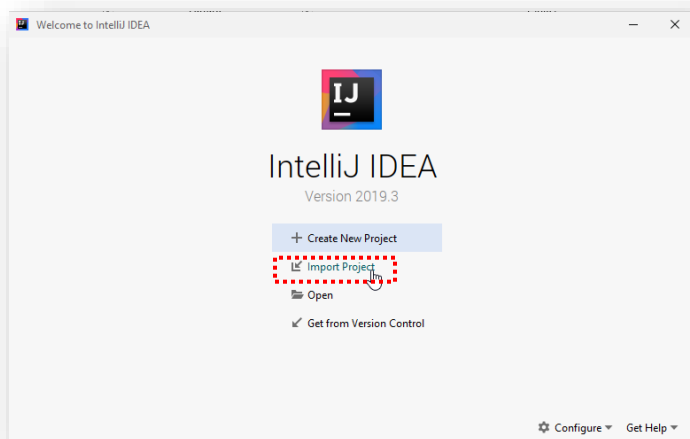 Welcome to IntelliJ IDEA
IJ
IntelliJ IDEA
Version 2019.3
Create New Project
Import Project
Open
Get from Version Control
Configure Get Help